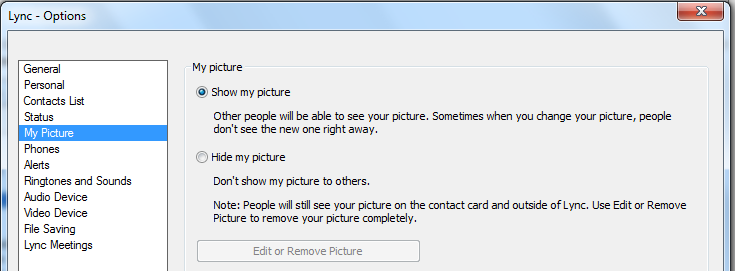 Lync - Options
General
Personal
Contacts List
Status
My Picture
Phones
Alerts
Ringtones and Sounds
Audio Device
Video Device
File Saving
Lync Meetings
My picture
Show my picture
Other people will be able to see your picture. Sometimes when you change your picture, people
don't see the new one right away.
Hide my picture
Don't show my picture to others.
Note: People will still see your picture on the contact card and outside of Lync. Use Edit or Remove
Picture to remove your picture completely.
Edit or Remove Picture